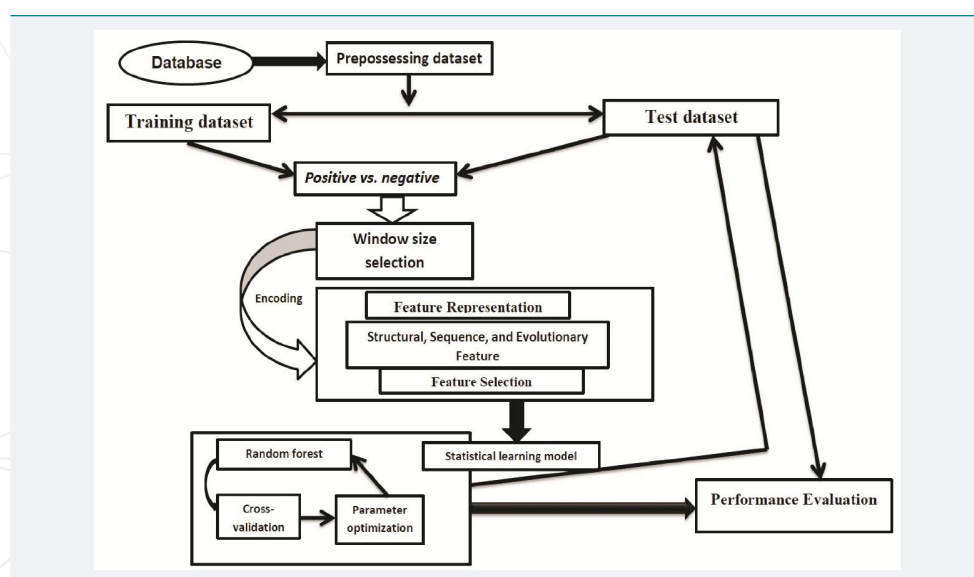 Database
Prepossessing dataset
Training dataset
Test dataset
Positive vs. negative
Window size
selection
Encoding
Feature Representation
Structural, Sequence, and Evolutionary
Feature
Feature Selection
Statistical learning model
Random forest
Cross-
validation
Parameter
optimization
Performance Evaluation